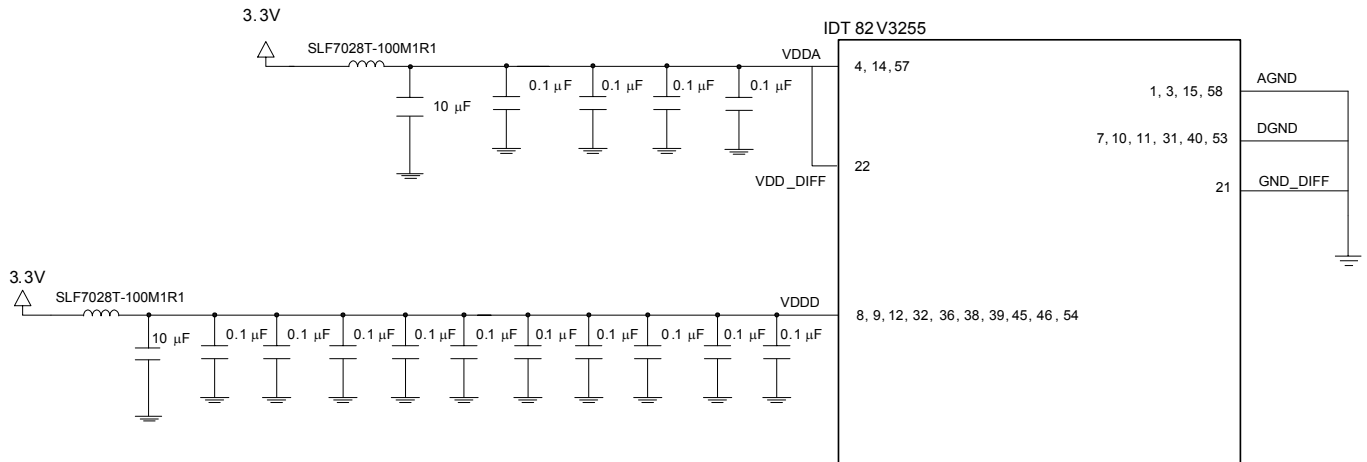 3.3V
IDT 82V3255
SLF7028T-100M1R1
VDDA
4, 14, 57
10 µF
0.1 µF
0.1 µF
0.1 µF
0.1 µF
AGND
1, 3, 15, 58
DGND
7, 10, 11, 31, 40, 53
VDD_DIFF
22
GND_DIFF
21
3.3V
SLF7028T-100M1R1
VDDD
8, 9, 12, 32, 36, 38, 39, 45, 46, 54
10 µF
0.1 µF
0.1 µF
0.1 µF
0.1 µF
0.1 µF
0.1 µF
0.1 µF
0.1 µF
0.1 µF
0.1 µF